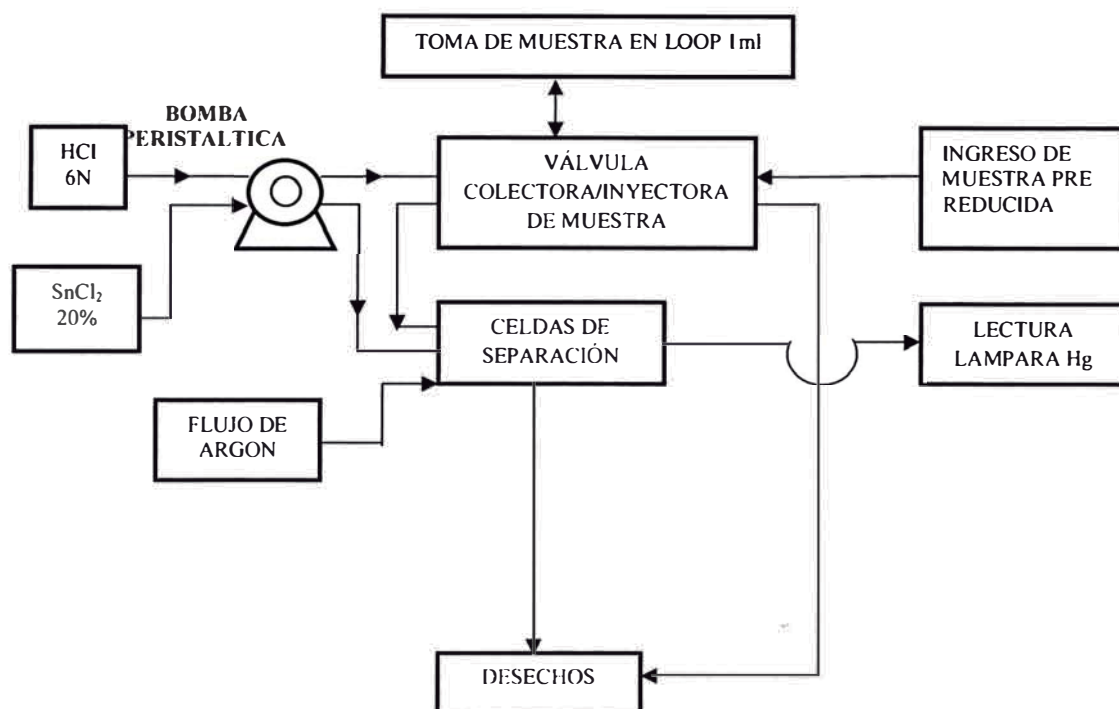 TOMA DE MUESTRA EN LOOP 1ml
BOMBA
PERISTALTICA
HCl
6N
VÁLVULA
COLECTORA/INYECTORA
DE MUESTRA
INGRESO DE
MUESTRA PRE
REDUCIDA
SnCl₂
20%
CELDAS DE
SEPARACIÓN
LECTURA
LAMPARA Hg
FLUJO DE
ARGON
DESECHOS